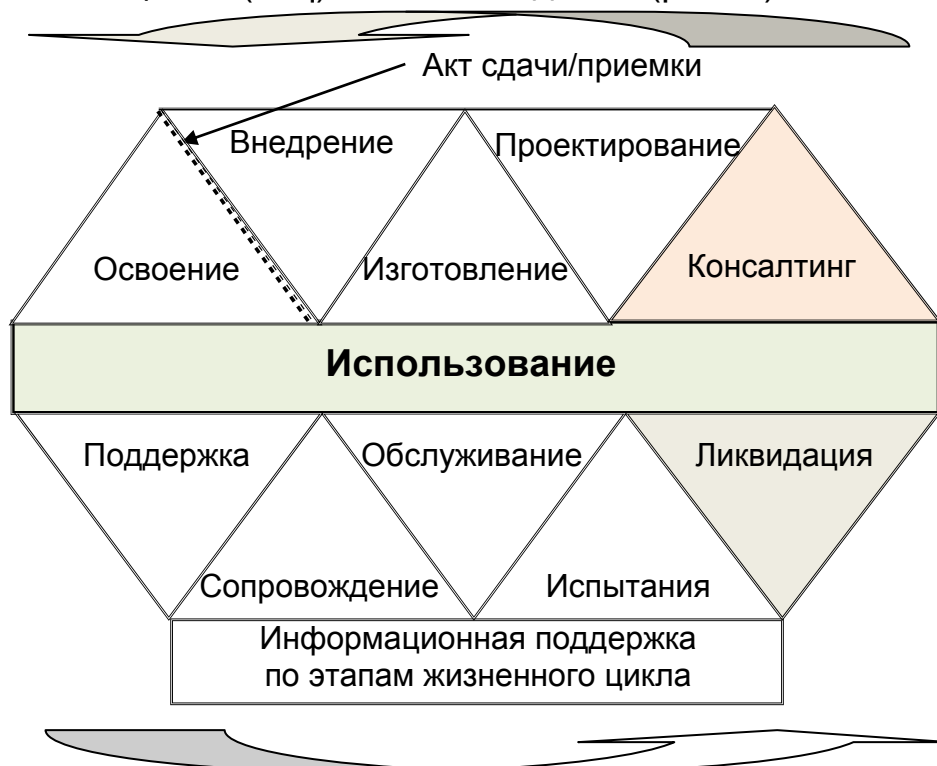 Акт сдачи/приемки
Внедрение
Проектирование
Освоение
Изготовление
Консалтинг
Использование
Поддержка
Обслуживание
Ликвидация
Сопровождение
Испытания
Информационная поддержка
по этапам жизненного цикла